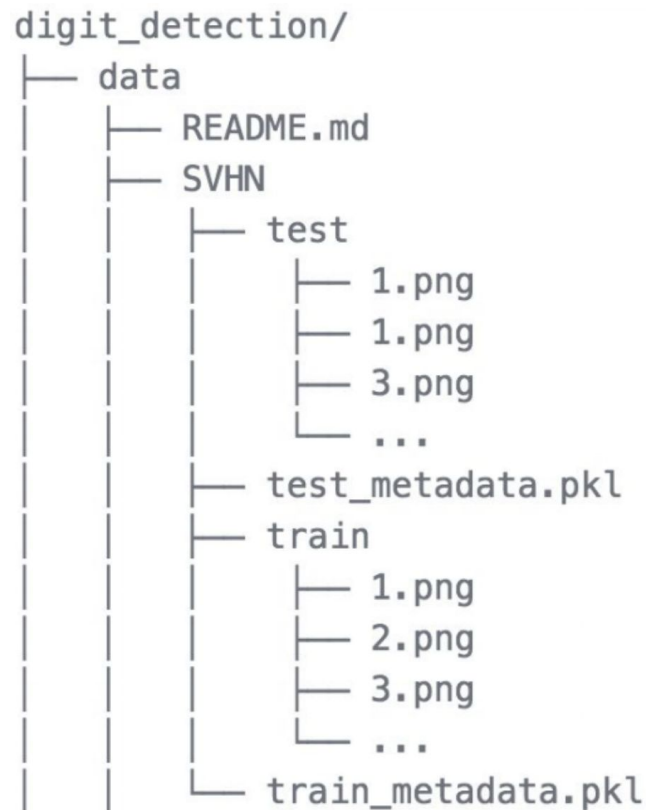 digit_detection/
├── data
│   ├── README.md
│   ├── SVHN
│   │   ├── test
│   │   │   ├── 1.png
│   │   │   ├── 1.png
│   │   │   ├── 3.png
│   │   │   └── ...
│   │   ├── test_metadata.pkl
│   │   ├── train
│   │   │   ├── 1.png
│   │   │   ├── 2.png
│   │   │   ├── 3.png
│   │   │   └── ...
│   │   └── train_metadata.pkl